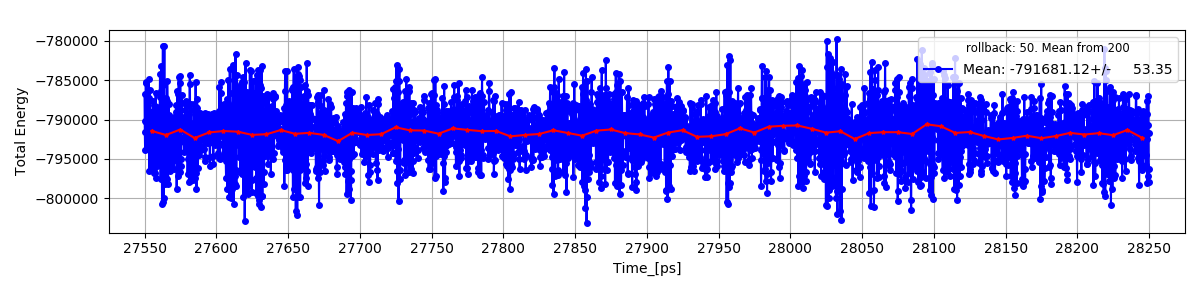 rollback: 50. Mean from 200
Mean: -791681.12+/- 53.35
Total Energy
−780000
−785000
−790000
−795000
−800000
27550 27600 27650 27700 27750 27800 27850 27900 27950 28000 28050 28100 28150 28200 28250
Time_[ps]